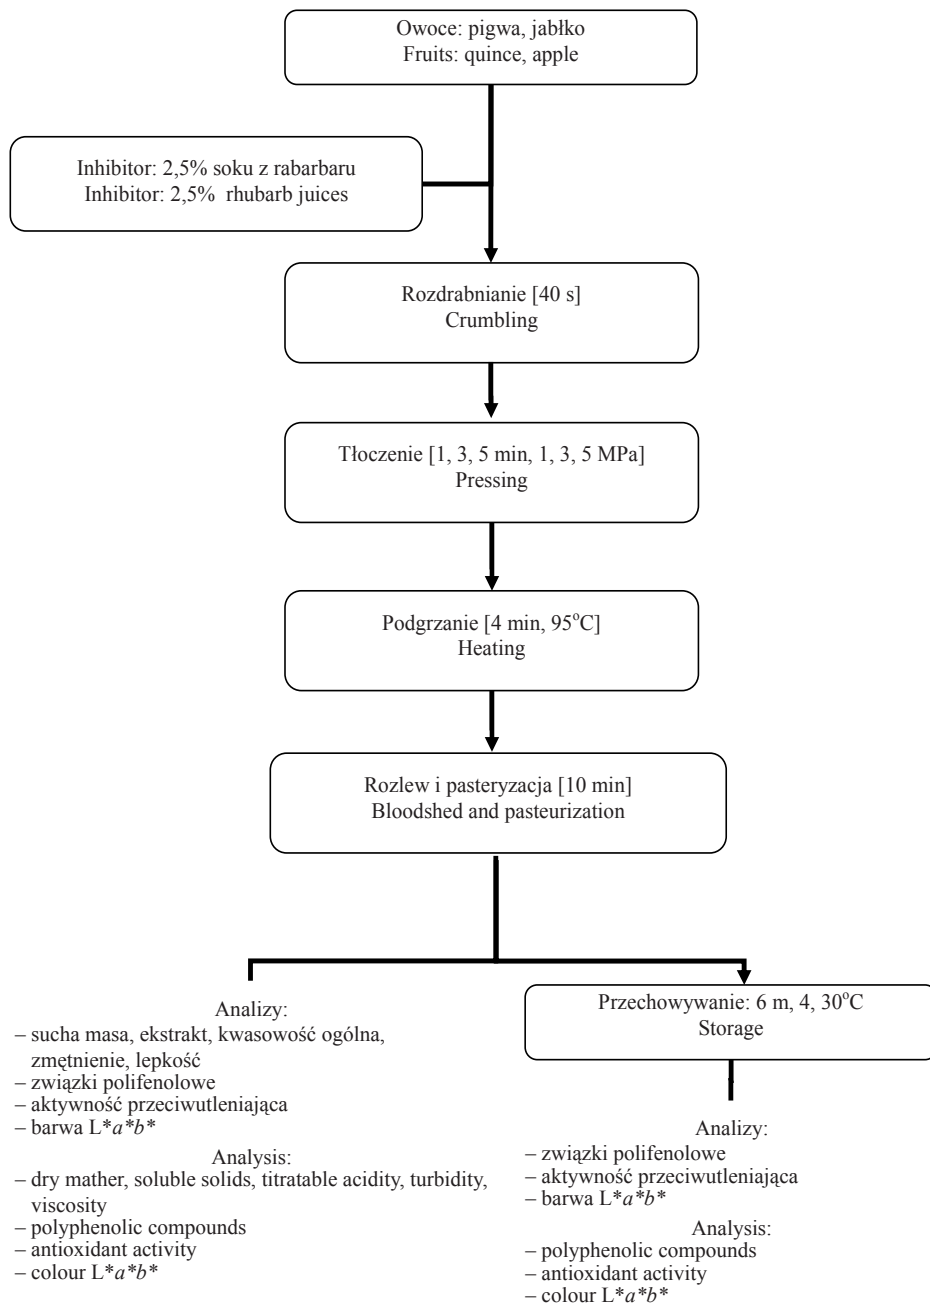 Owoce: pigwa, jabłko
Fruits: quince, apple
Inhibitor: 2,5% soku z rabarbaru
Inhibitor: 2,5% rhubarb juices
Rozdrabnianie [40 s]
Crumbling
Tłoczenie [1, 3, 5 min, 1, 3, 5 MPa]
Pressing
Podgrzanie [4 min, 95°C]
Heating
Rozlew i pasteryzacja [10 min]
Bloodshed and pasteurization
Analizy:
– sucha masa, ekstrakt, kwasowość ogólna,
zmętnienie, lepkość
– związki polifenolowe
– aktywność przeciwutleniająca
– barwa L*a*b*
Analysis:
– dry mather, soluble solids, titratable acidity, turbidity,
viscosity
– polyphenolic compounds
– antioxidant activity
– colour L*a*b*
Przechowywanie: 6 m, 4, 30°C
Storage
Analizy:
– związki polifenolowe
– aktywność przeciwutleniająca
– barwa L*a*b*
Analysis:
– polyphenolic compounds
– antioxidant activity
– colour L*a*b*